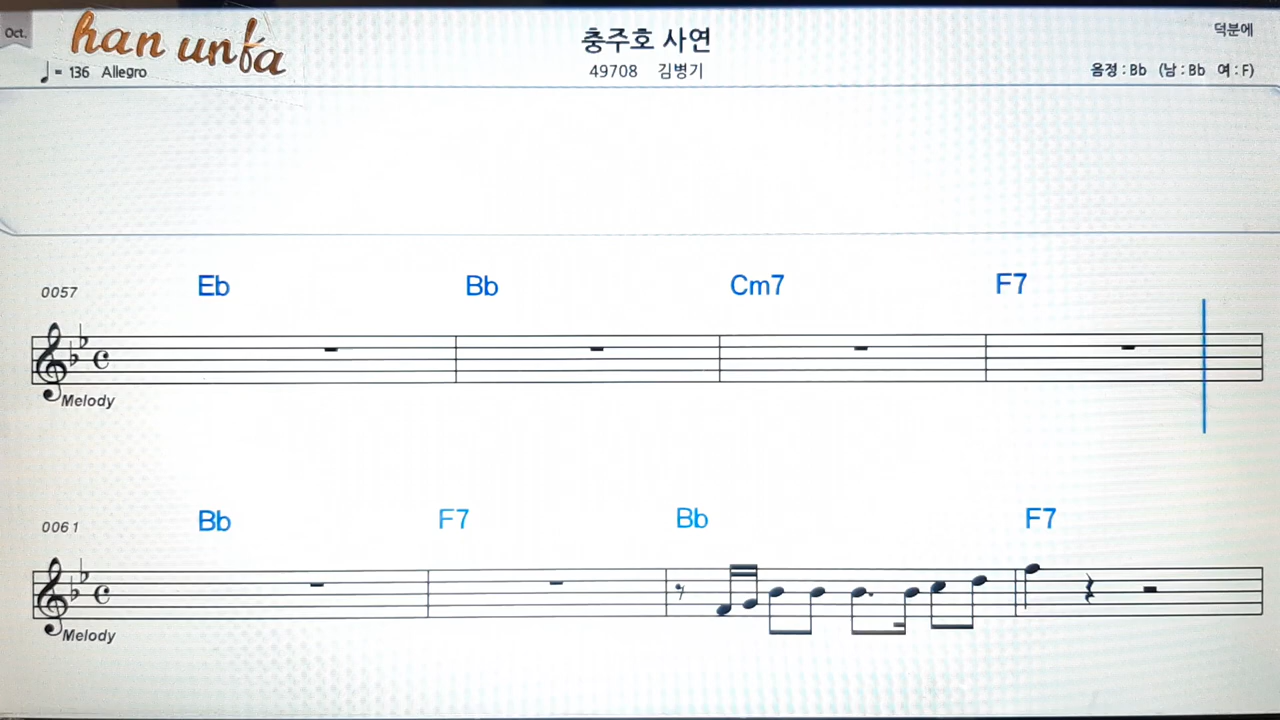 Oct.
han unfa
충주호 사연
덕분에
♩= 136 Allegro
49708 김병기
음정 : Bb (남 : Bb 여 : F)
Eb Bb Cm7 F7
0057
Melody
Bb F7 Bb F7
0061
Melody